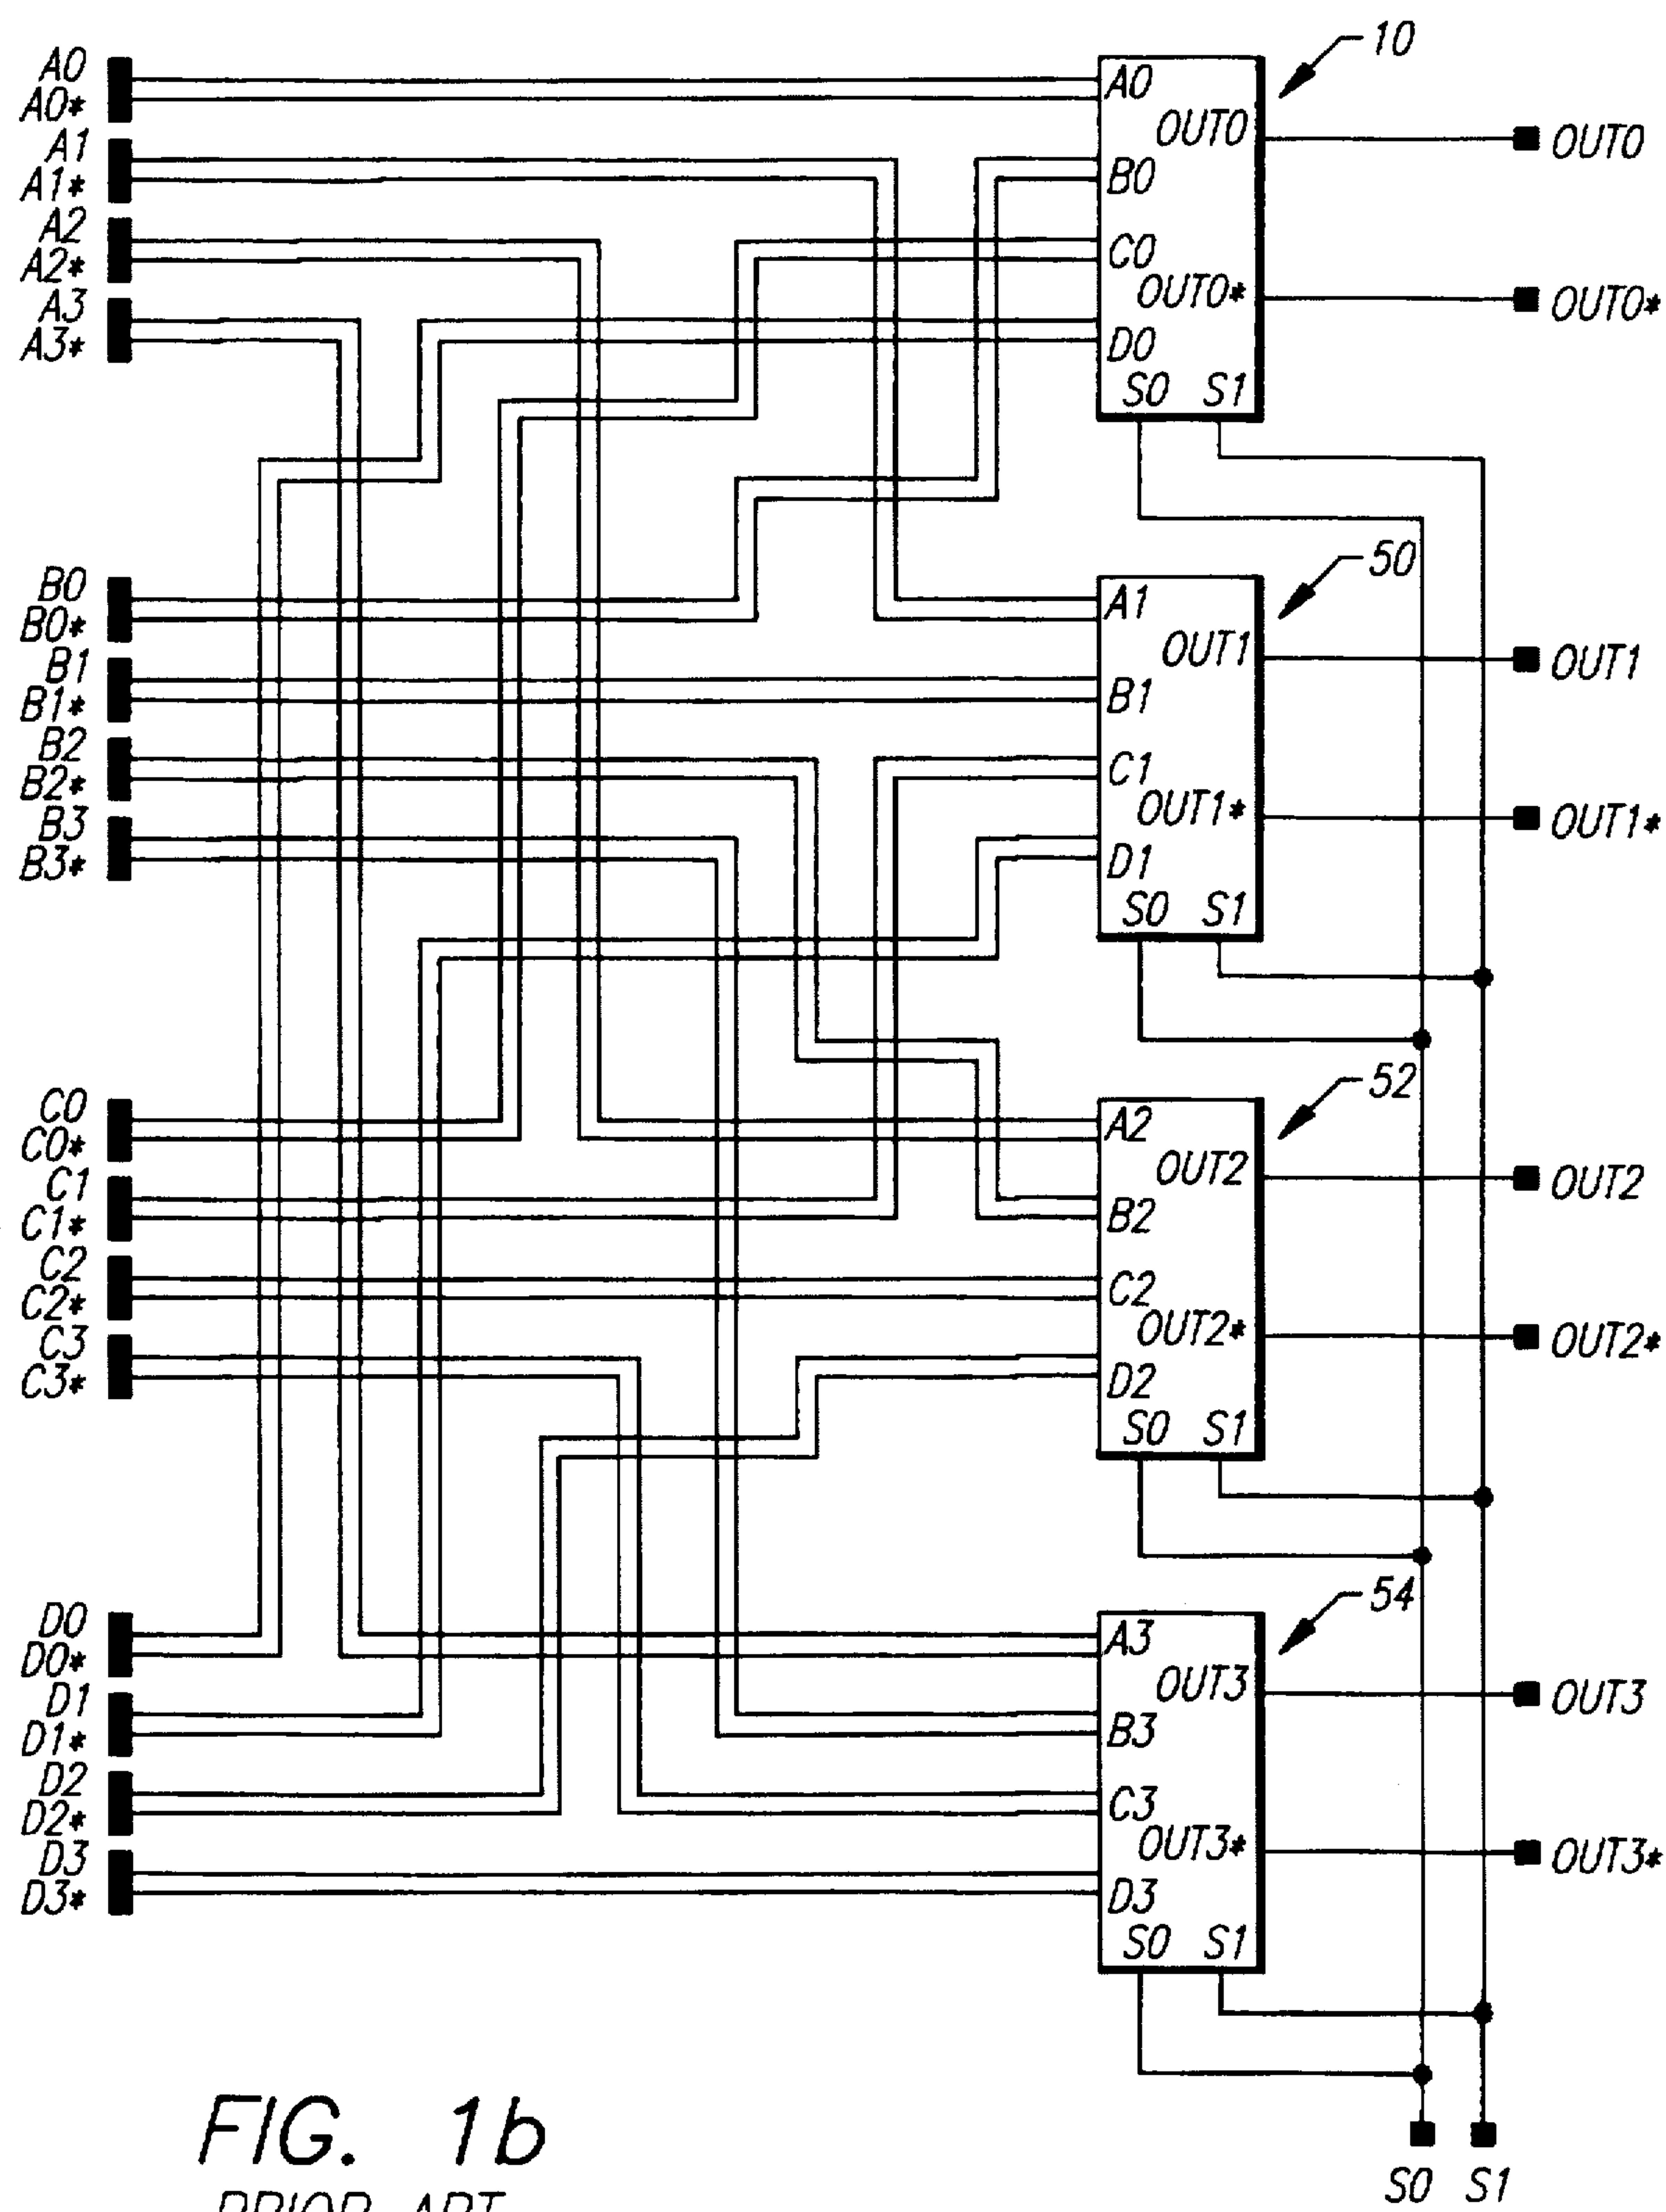 A0
A0*
A1
A1*
A2
A2*
A3
A3*
B0
B0*
B1
B1*
B2
B2*
B3
B3*
C0
C0*
C1
C1*
C2
C2*
C3
C3*
D0
D0*
D1
D1*
D2
D2*
D3
D3*
10
A0
OUT0
B0
C0
OUT0*
D0
S0 S1
OUT0
OUT0*
50
A1
OUT1
B1
C1
OUT1*
D1
S0 S1
OUT1
OUT1*
52
A2
OUT2
B2
C2
OUT2*
D2
S0 S1
OUT2
OUT2*
54
A3
OUT3
B3
C3
OUT3*
D3
S0 S1
OUT3
OUT3*
S0 S1
FIG. 1b
PRIOR ART